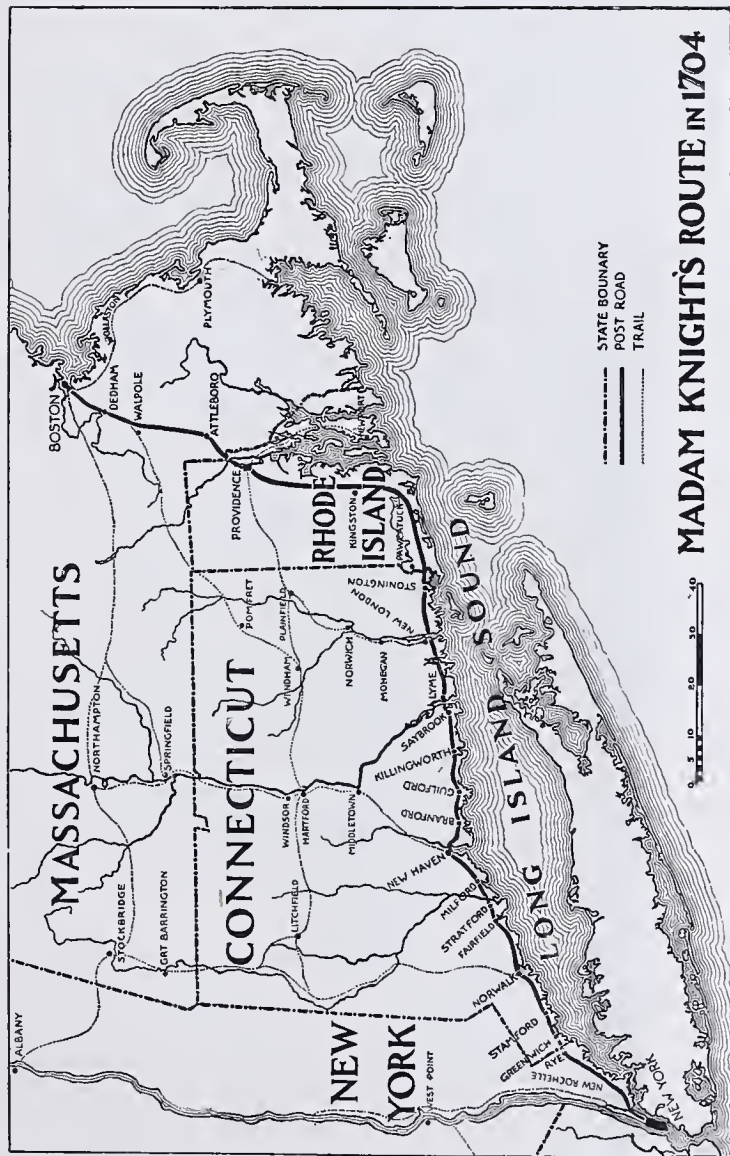 MASSACHUSETTS
CONNECTICUT
NEW
YORK
RHODE
ISLAND
LONG ISLAND SOUND
ALBANY
STOCKBRIDGE
GRT BARRINGTON
NORTHAMPTON
SPRINGFIELD
BOSTON
DEDHAM
WALPOLE
PLYMOUTH
ATTLEBORO
PROVIDENCE
KINGSTON
PAWCATUCK
STONINGTON
NEW LONDON
POMFRET
PLAINFIELD
WINDHAM
NORWICH
MOHEGAN
LYME
SAYBROOK
KILLINGWORTH
GUILFORD
BRANFORD
NEW HAVEN
WINDSOR
HARTFORD
MIDDLETOWN
LITCHFIELD
MILFORD
STRATFORD
FAIRFIELD
NORWALK
STAMFORD
GREENWICH
RYE
NEW ROCHELLE
NEW YORK
WEST POINT
STATE BOUNARY
POST ROAD
TRAIL
0 5 10 20 30 40
MADAM KNIGHTS ROUTE IN 1704